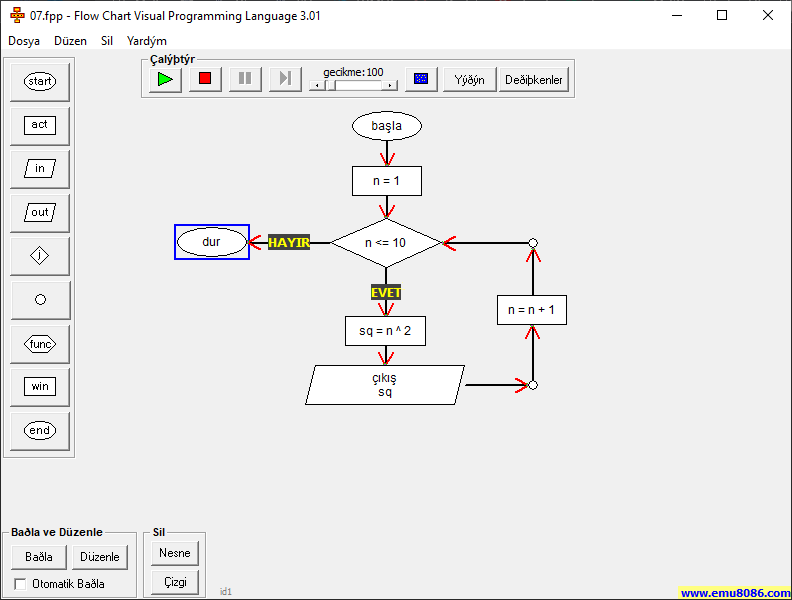 07.fpp - Flow Chart Visual Programming Language 3.01
Dosya Düzen Sil Yardým
Çalýþtýr
gecikme:100
Yýðýn
Deðiþkenler
start
act
in
out
j
func
win
end
başla
n = 1
dur
HAYIR
n <= 10
EVET
n = n + 1
sq = n ^ 2
çıkış
sq
Baðla ve Düzenle
Baðla
Düzenle
Otomatik Baðla
Sil
Nesne
Çizgi
id1
www.emu8086.com